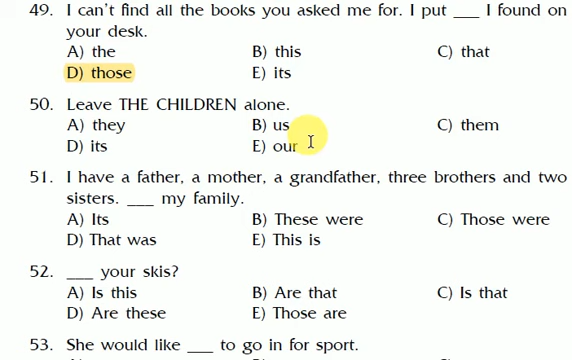 49. I can't find all the books you asked me for. I put ___ I found on
your desk.
A) the B) this C) that
D) those E) its
50. Leave THE CHILDREN alone.
A) they B) us C) them
D) its E) our
51. I have a father, a mother, a grandfather, three brothers and two
sisters. ___ my family.
A) Its B) These were C) Those were
D) That was E) This is
52. ___ your skis?
A) Is this B) Are that C) Is that
D) Are these E) Those are
53. She would like ___ to go in for sport.